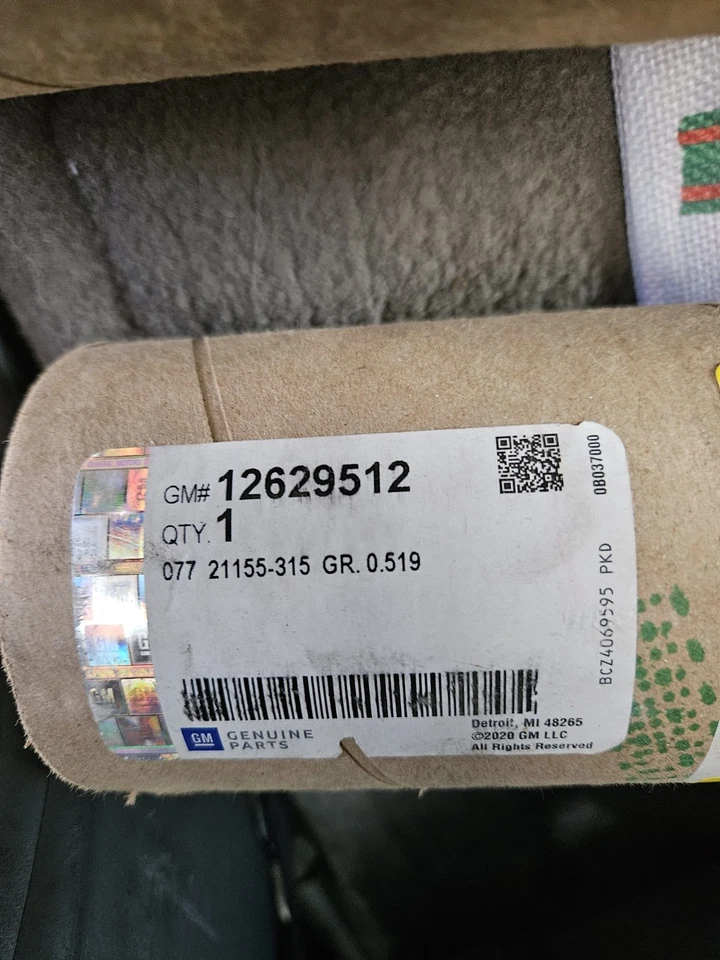 GM# 12629512
QTY. 1
077 21155-315 GR. 0.519
GM GENUINE
PARTS
Detroit, MI 48265
©2020 GM LLC
All Rights Reserved
0B037000
BCZ4069595 PKD